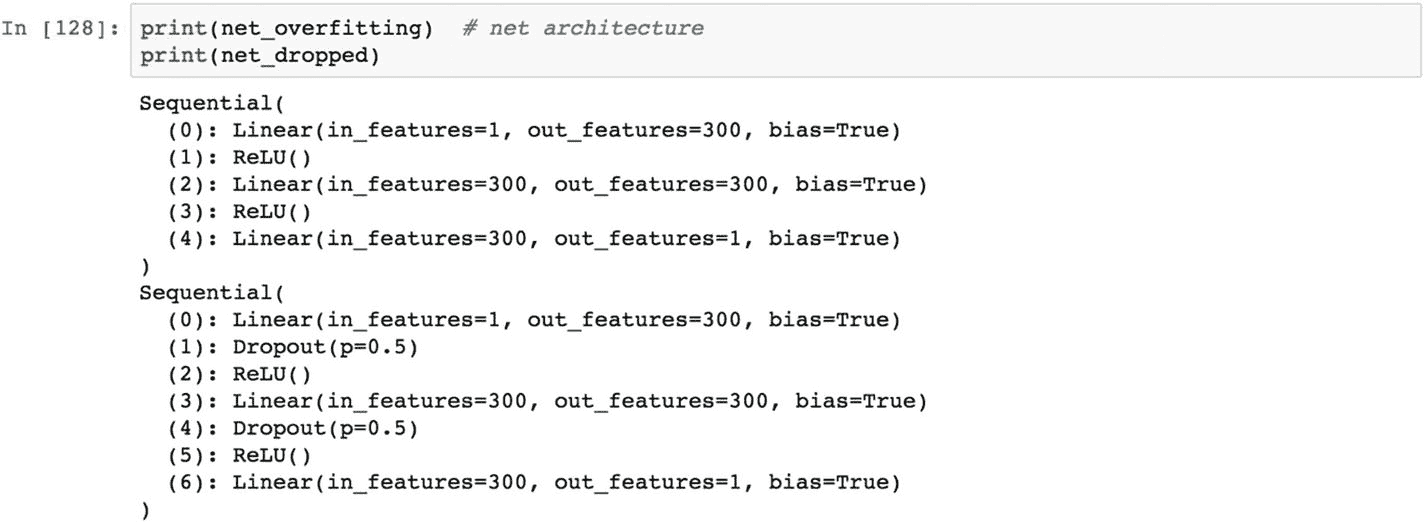 In [128]: print(net_overfitting)  # net architecture
print(net_dropped)
Sequential(
  (0): Linear(in_features=1, out_features=300, bias=True)
  (1): ReLU()
  (2): Linear(in_features=300, out_features=300, bias=True)
  (3): ReLU()
  (4): Linear(in_features=300, out_features=1, bias=True)
)
Sequential(
  (0): Linear(in_features=1, out_features=300, bias=True)
  (1): Dropout(p=0.5)
  (2): ReLU()
  (3): Linear(in_features=300, out_features=300, bias=True)
  (4): Dropout(p=0.5)
  (5): ReLU()
  (6): Linear(in_features=300, out_features=1, bias=True)
)